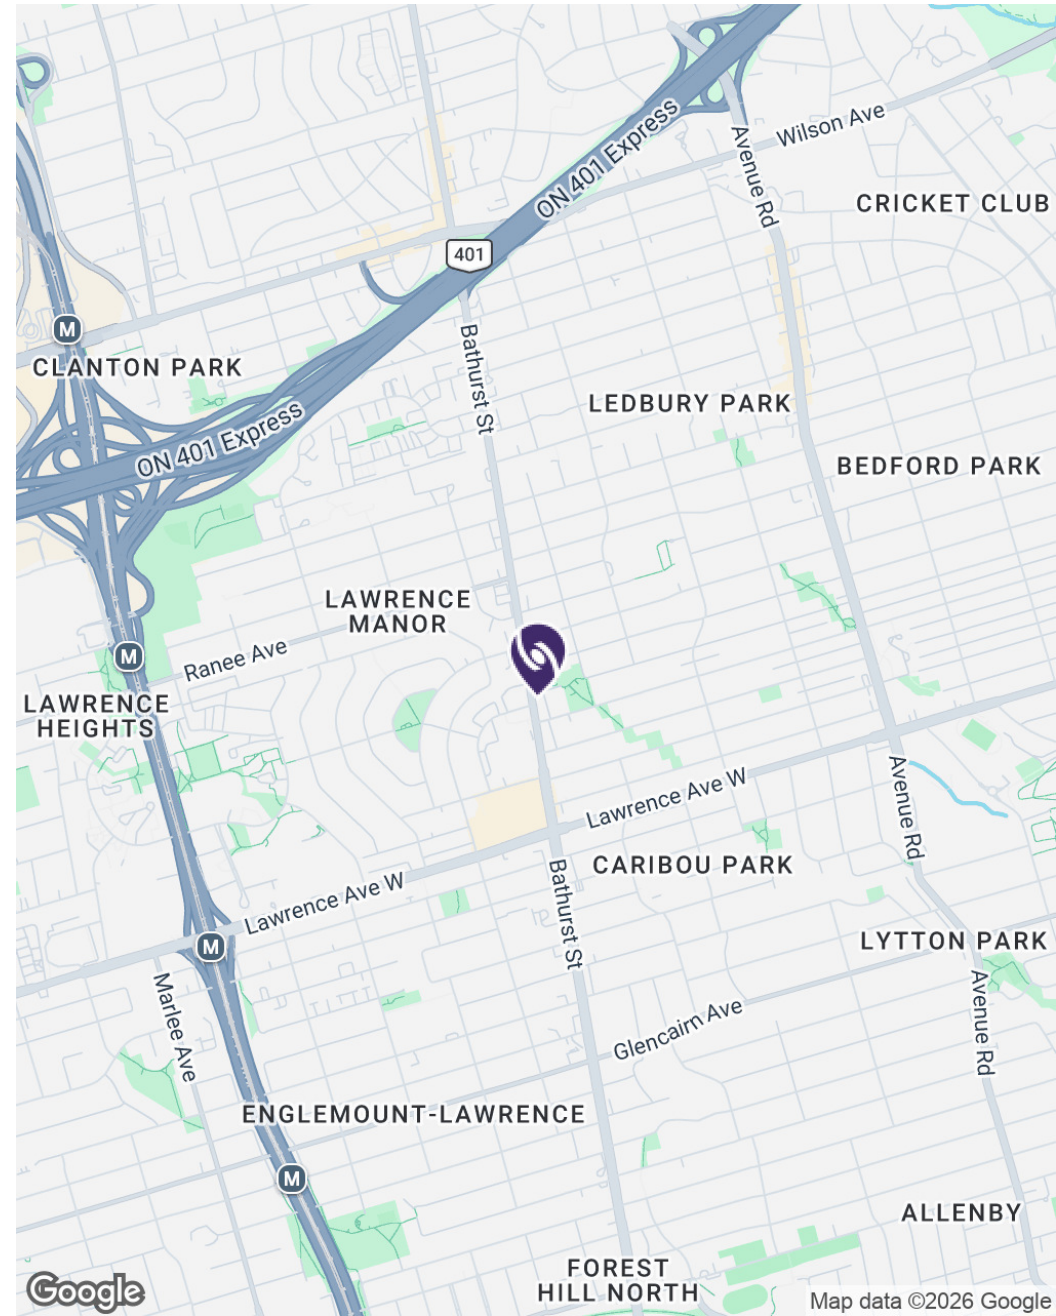 ON 401 Express
Wilson Ave
Avenue Rd
CRICKET CLUB
401
M
CLANTON PARK
Bathurst St
LEDBURY PARK
ON 401 Express
BEDFORD PARK
LAWRENCE
MANOR
Ranee Ave
M
LAWRENCE
HEIGHTS
Lawrence Ave W
Avenue Rd
CARIBOU PARK
Lawrence Ave W
Bathurst St
M
LYTTON PARK
Marlee Ave
Avenue Rd
Glencairn Ave
ENGLEMOUNT-LAWRENCE
M
ALLENBY
FOREST
HILL NORTH
Google
Map data ©2026 Google